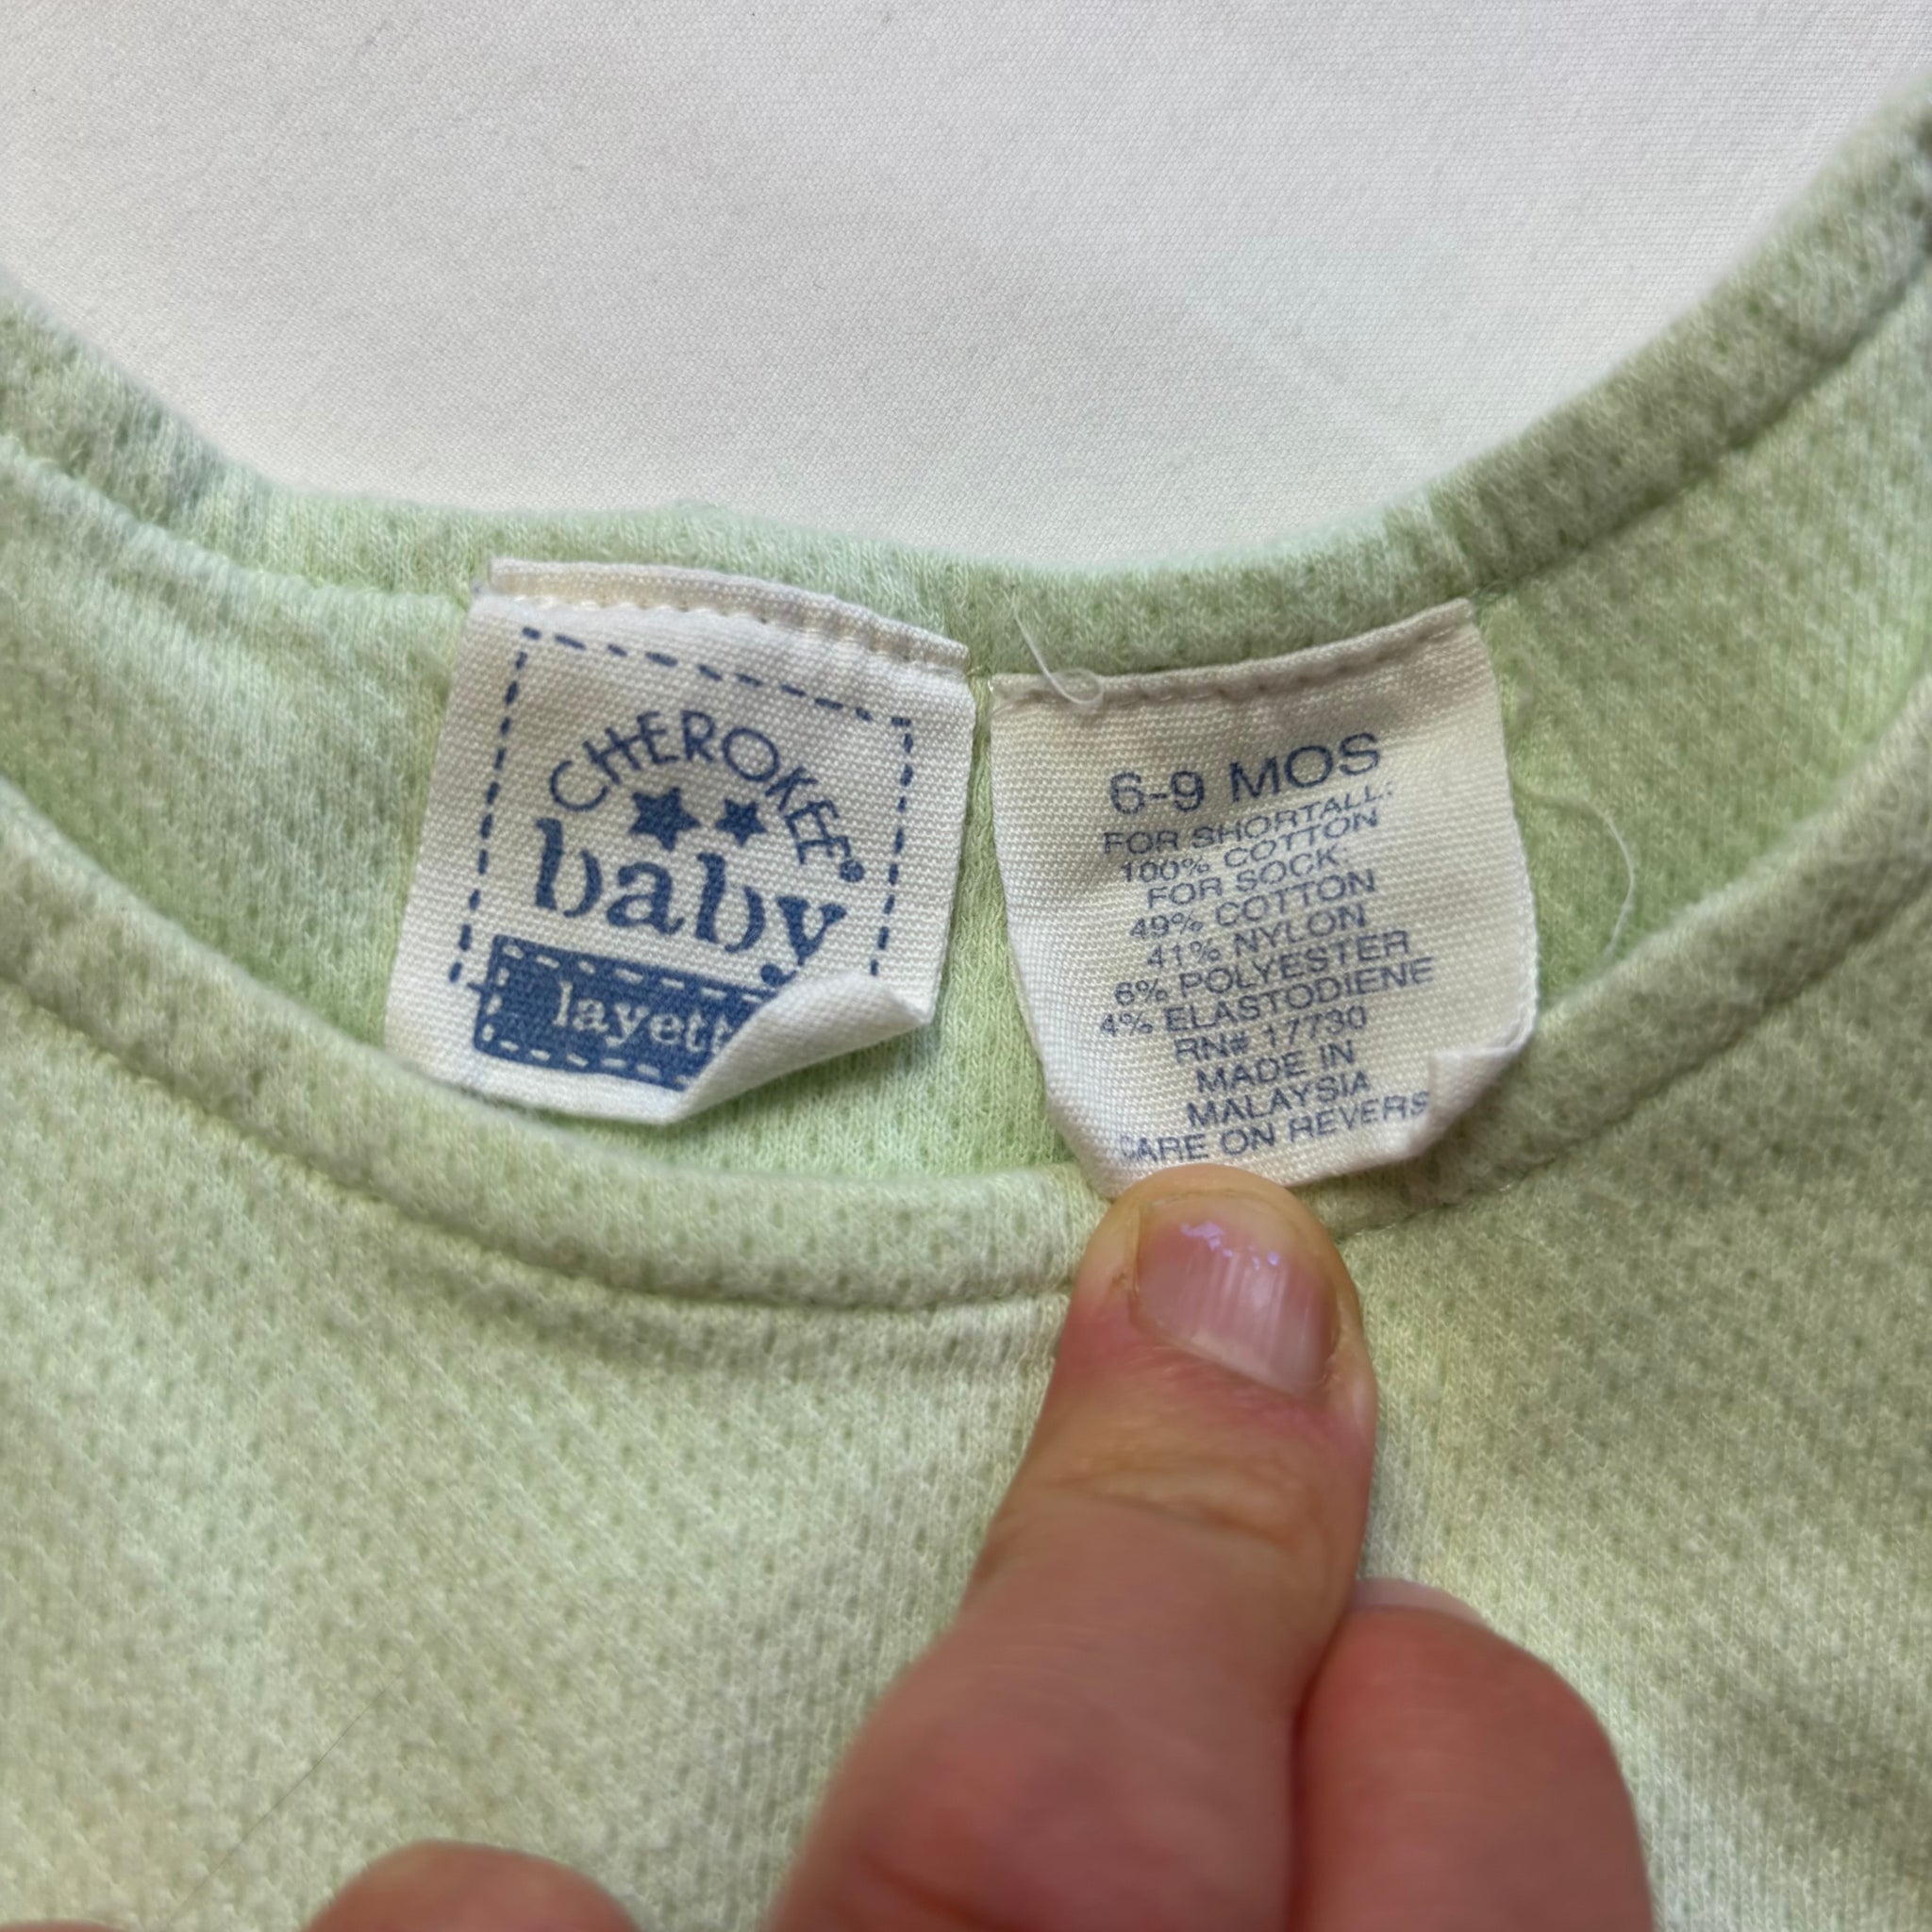 CHEROKEE
baby
layett
6-9 MOS
FOR SHORTALL:
100% COTTON
FOR SOCK:
49% COTTON
41% NYLON
6% POLYESTER
4% ELASTODIENE
RN# 17730
MADE IN
MALAYSIA
CARE ON REVERS